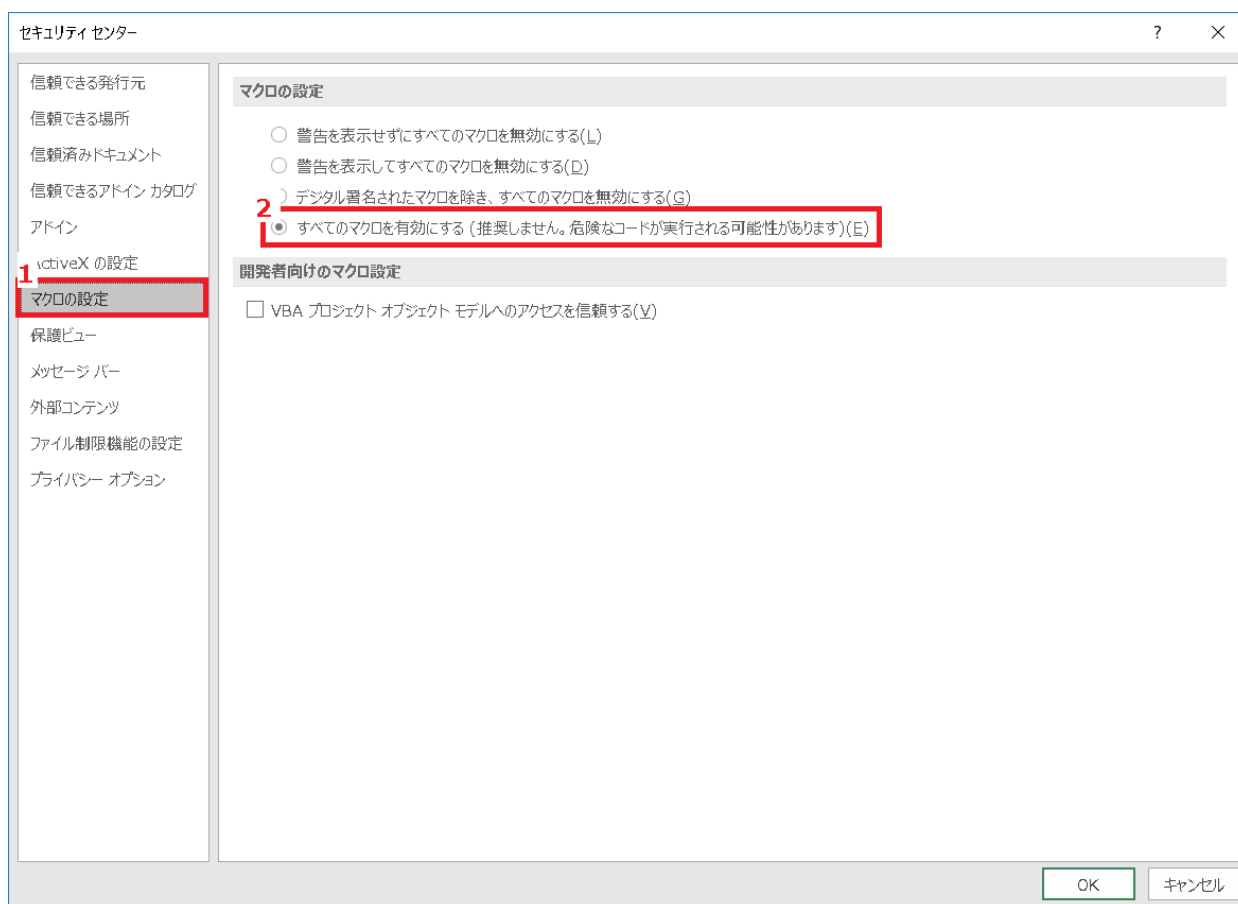 セキュリティ センター
?
信頼できる発行元
信頼できる場所
信頼済みドキュメント
信頼できるアドイン カタログ
アドイン
ctiveX の設定
1
マクロの設定
保護ビュー
メッセージ バー
外部コンテンツ
ファイル制限機能の設定
プライバシー オプション
マクロの設定
警告を表示せずにすべてのマクロを無効にする(L)
警告を表示してすべてのマクロを無効にする(D)
デジタル署名されたマクロを除き、すべてのマクロを無効にする(G)
2
すべてのマクロを有効にする (推奨しません。危険なコードが実行される可能性があります)(E)
開発者向けのマクロ設定
VBA プロジェクト オブジェクト モデルへのアクセスを信頼する(V)
OK
キャンセル